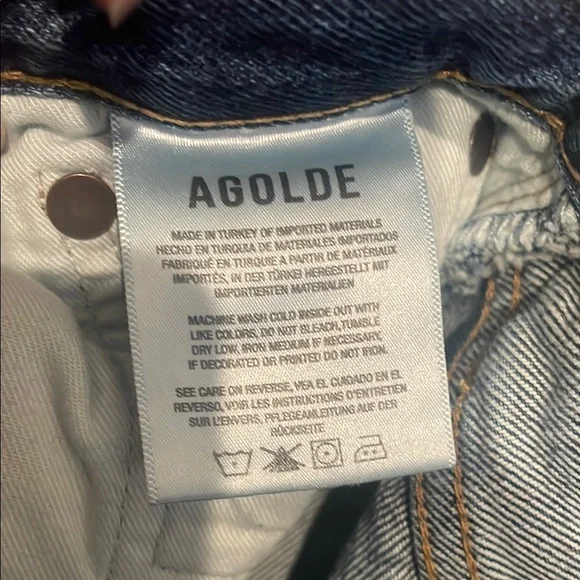 AGOLDE
MADE IN TURKEY OF IMPORTED MATERIALS
HECHO EN TURQUIA DE MATERIALES IMPORTADOS
FABRIQUÉ EN TURQUIE A PARTIR DE MATÉRIAUX
IMPORTÉS, IN DER TÜRKEI HERGESTELLT MIT
IMPORTIERTEN MATERIALIEN
MACHINE WASH COLD INSIDE OUT WITH
LIKE COLORS, DO NOT BLEACH,TUMBLE
DRY LOW, IRON MEDIUM IF NECESSARY.
IF DECORATED OR PRINTED DO NOT IRON.
SEE CARE ON REVERSE, VEA EL CUIDADO EN EL
REVERSO, VOIR LES INSTRUCTIONS D'ENTRETIEN
SUR L'ENVERS, PFLEGEANLEITUNG AUF DER
RÜCKSEITE